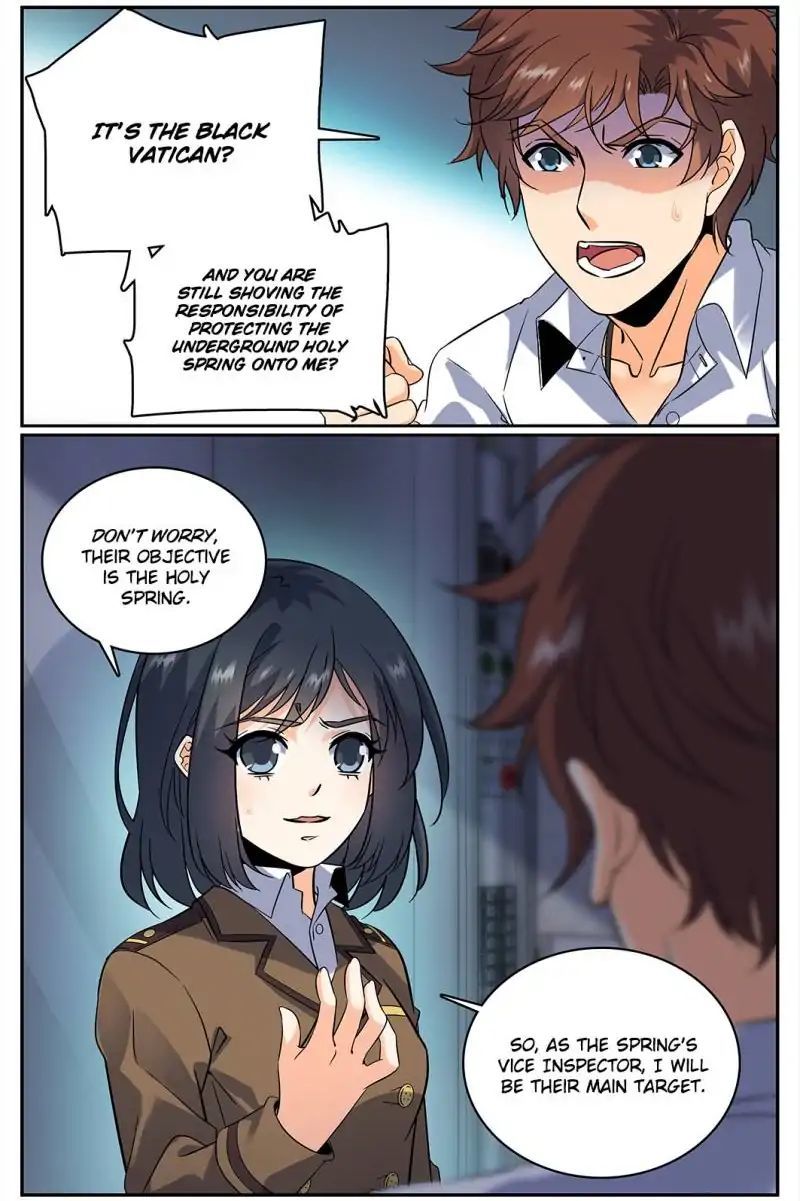 IT'S THE BLACK
VATICAN?
AND YOU ARE
STILL SHOVING THE
RESPONSIBILITY OF
PROTECTING THE
UNDERGROUND HOLY
SPRING ONTO ME?
DON'T WORRY,
THEIR OBJECTIVE
IS THE HOLY
SPRING.
SO, AS THE SPRING'S
VICE INSPECTOR, I WILL
BE THEIR MAIN TARGET.